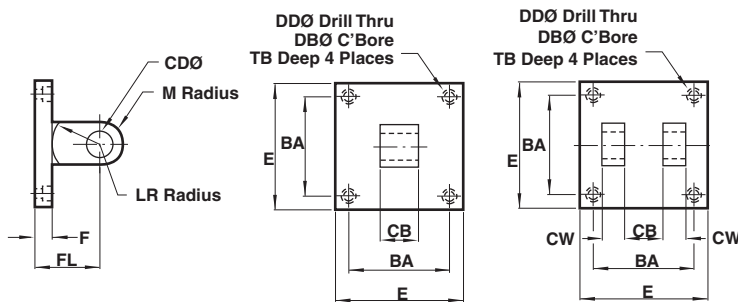 CDØ
M Radius
LR Radius
F
FL
DDØ Drill Thru
DBØ C'Bore
TB Deep 4 Places
E
BA
CB
BA
E
DDØ Drill Thru
DBØ C'Bore
TB Deep 4 Places
E
BA
CW
CB
CW
BA
E